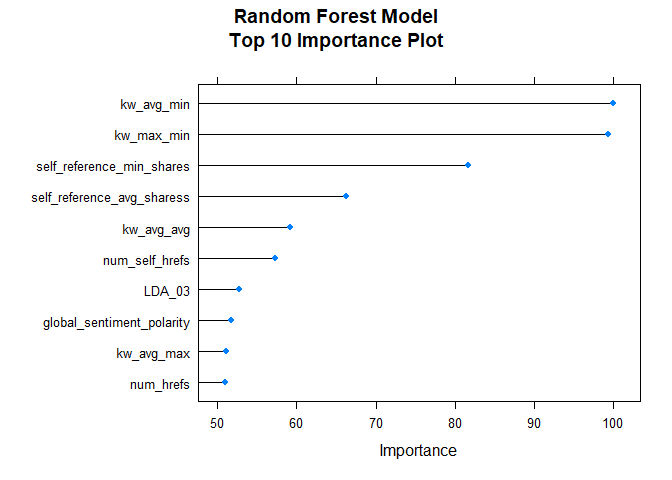 Random Forest Model
Top 10 Importance Plot
kw_avg_min
kw_max_min
self_reference_min_shares
self_reference_avg_sharess
kw_avg_avg
num_self_hrefs
LDA_03
global_sentiment_polarity
kw_avg_max
num_hrefs
50 60 70 80 90 100
Importance